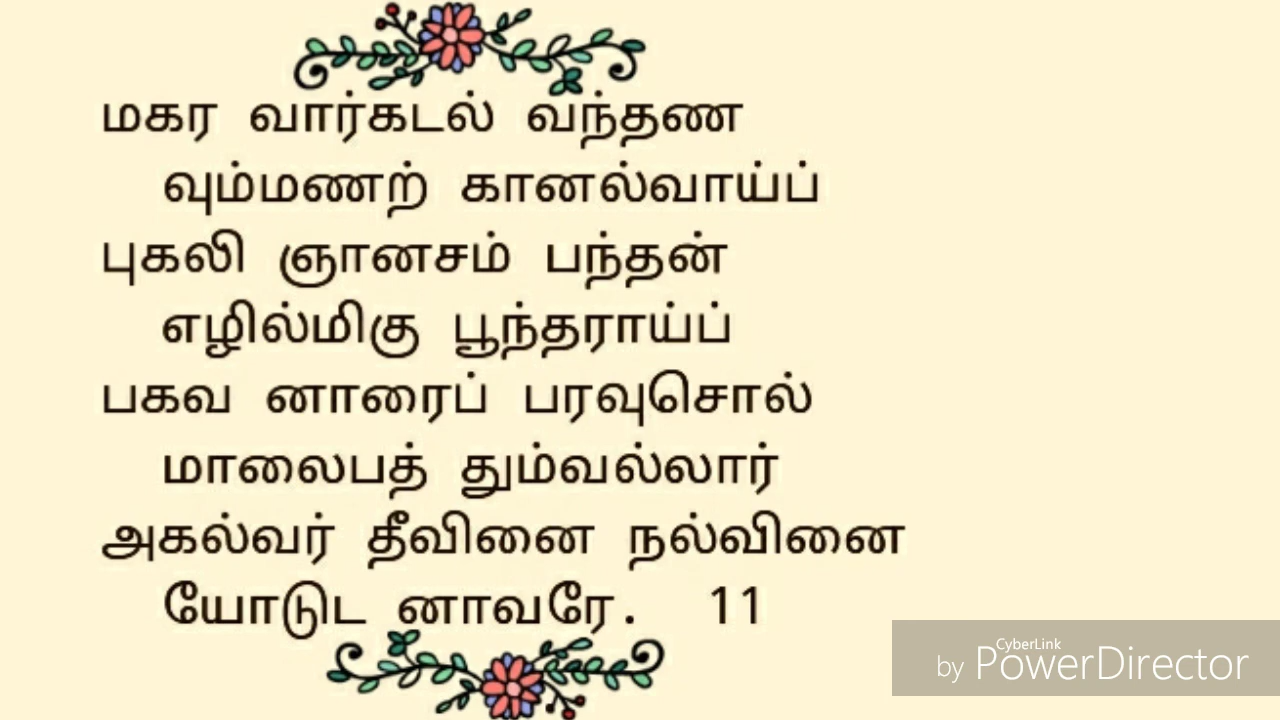 மகர வார்கடல் வந்தண
வும்மணற் கானல்வாய்ப்
புகலி ஞானசம் பந்தன்
எழில்மிகு பூந்தராய்ப்
பகவ னாரைப் பரவுசொல்
மாலைபத் தும்வல்லார்
அகல்வர் தீவினை நல்வினை
யோடுட னாவரே. 11
by CyberLink PowerDirector